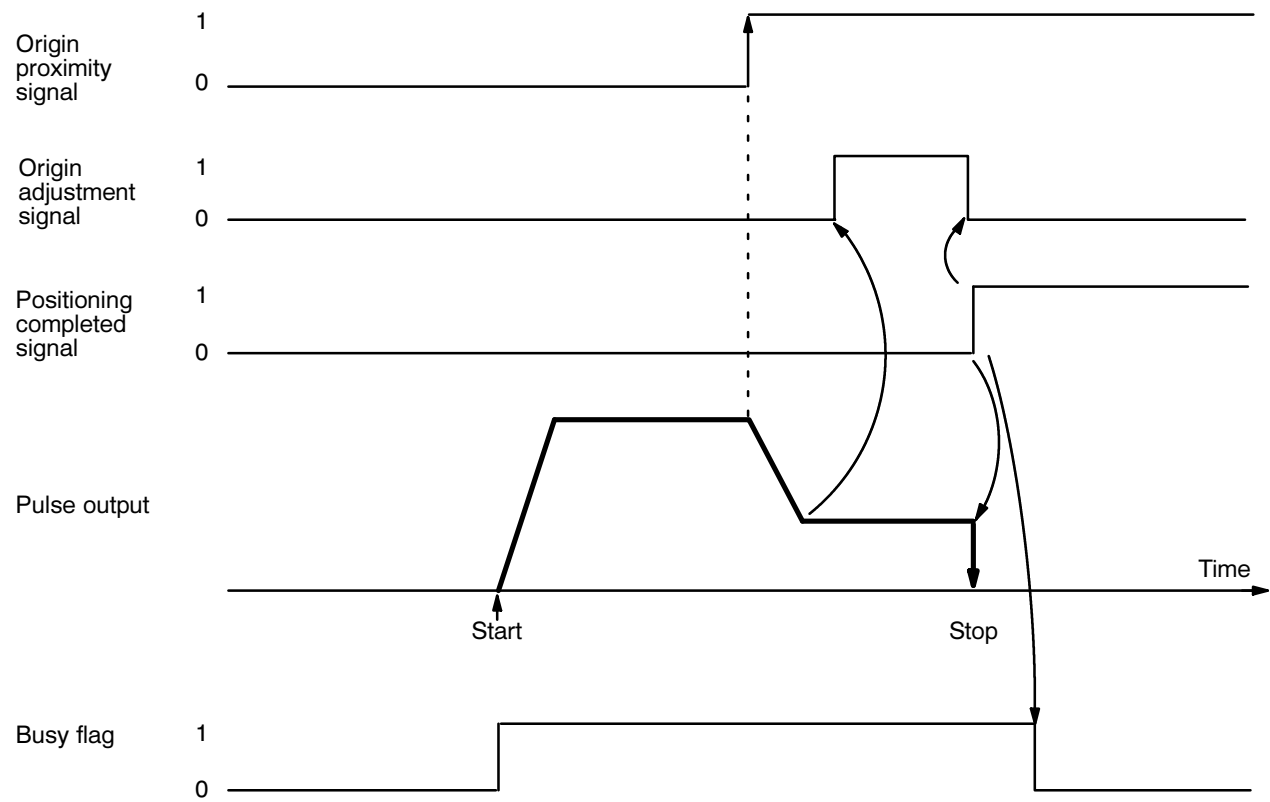 1
Origin
proximity
signal
0
Origin
adjustment
signal
1
0
Positioning
completed
signal
1
0
Pulse output
Time
Start
Stop
Busy flag
1
0